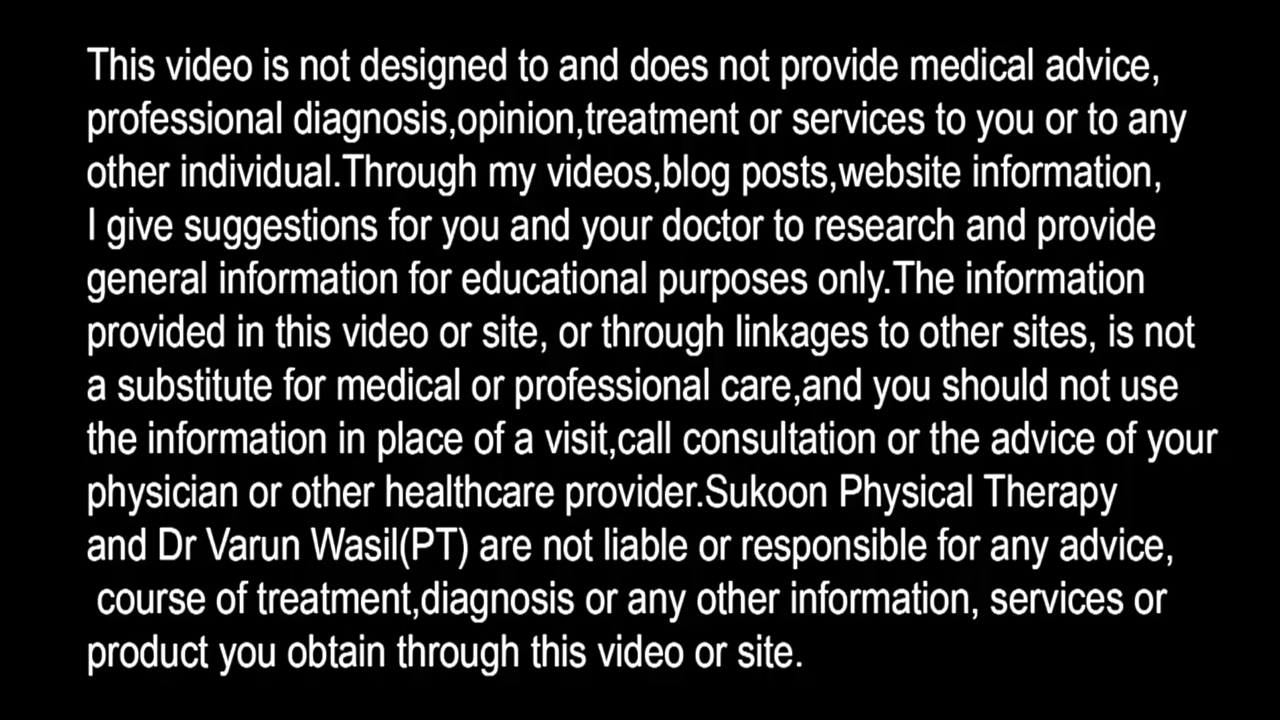 This video is not designed to and does not provide medical advice,
professional diagnosis,opinion,treatment or services to you or to any
other individual.Through my videos,blog posts,website information,
I give suggestions for you and your doctor to research and provide
general information for educational purposes only.The information
provided in this video or site, or through linkages to other sites, is not
a substitute for medical or professional care,and you should not use
the information in place of a visit,call consultation or the advice of your
physician or other healthcare provider.Sukoon Physical Therapy
and Dr Varun Wasil(PT) are not liable or responsible for any advice,
course of treatment,diagnosis or any other information, services or
product you obtain through this video or site.